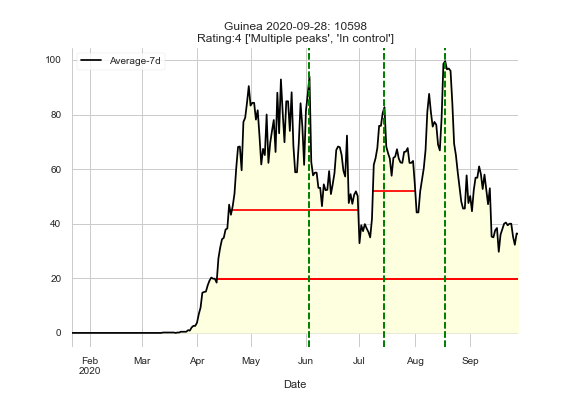 Guinea 2020-09-28: 10598
Rating:4 ['Multiple peaks', 'In control']
Average-7d
100
80
60
40
20
0
Feb Mar Apr May Jun Jul Aug Sep
2020
Date